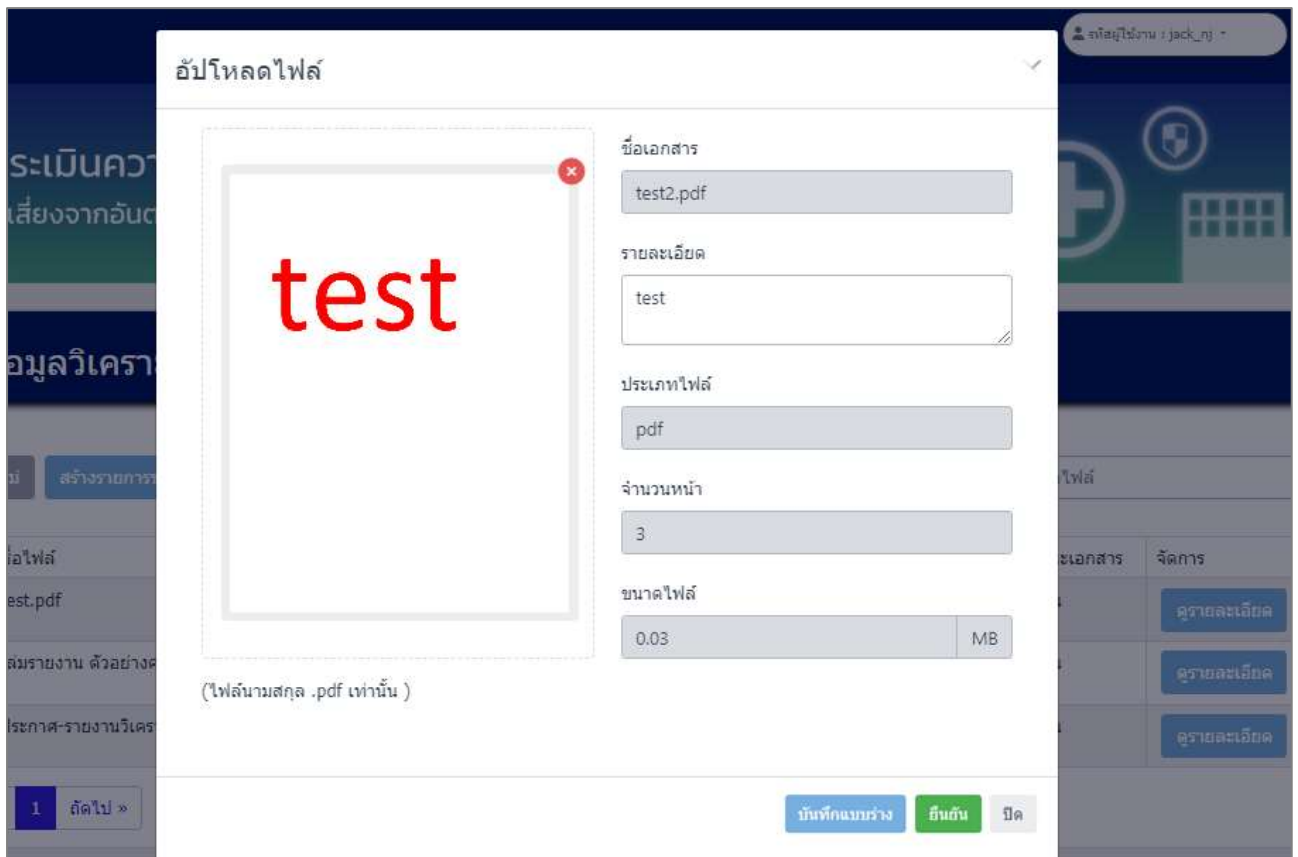 รหัสผู้ใช้งาน : jack_nj
อัปโหลดไฟล์
ระเมินควา
เสี่ยงจากอันต
test
ชื่อเอกสาร
test2.pdf
รายละเอียด
test
ประเภทไฟล์
pdf
จำนวนหน้า
3
ขนาดไฟล์
0.03 MB
(ไฟล์นามสกุล .pdf เท่านั้น )
อมูลวิเครา
สร้างรายการ
ไฟล์
ื่อไฟล์
ะเอกสาร จัดการ
est.pdf
ดูรายละเอียด
ล่มรายงาน ตัวอย่าง
ดูรายละเอียด
ระกาศ-รายงานวิเคร
ดูรายละเอียด
1 ถัดไป »
บันทึกแบบร่าง ยืนยัน ปิด